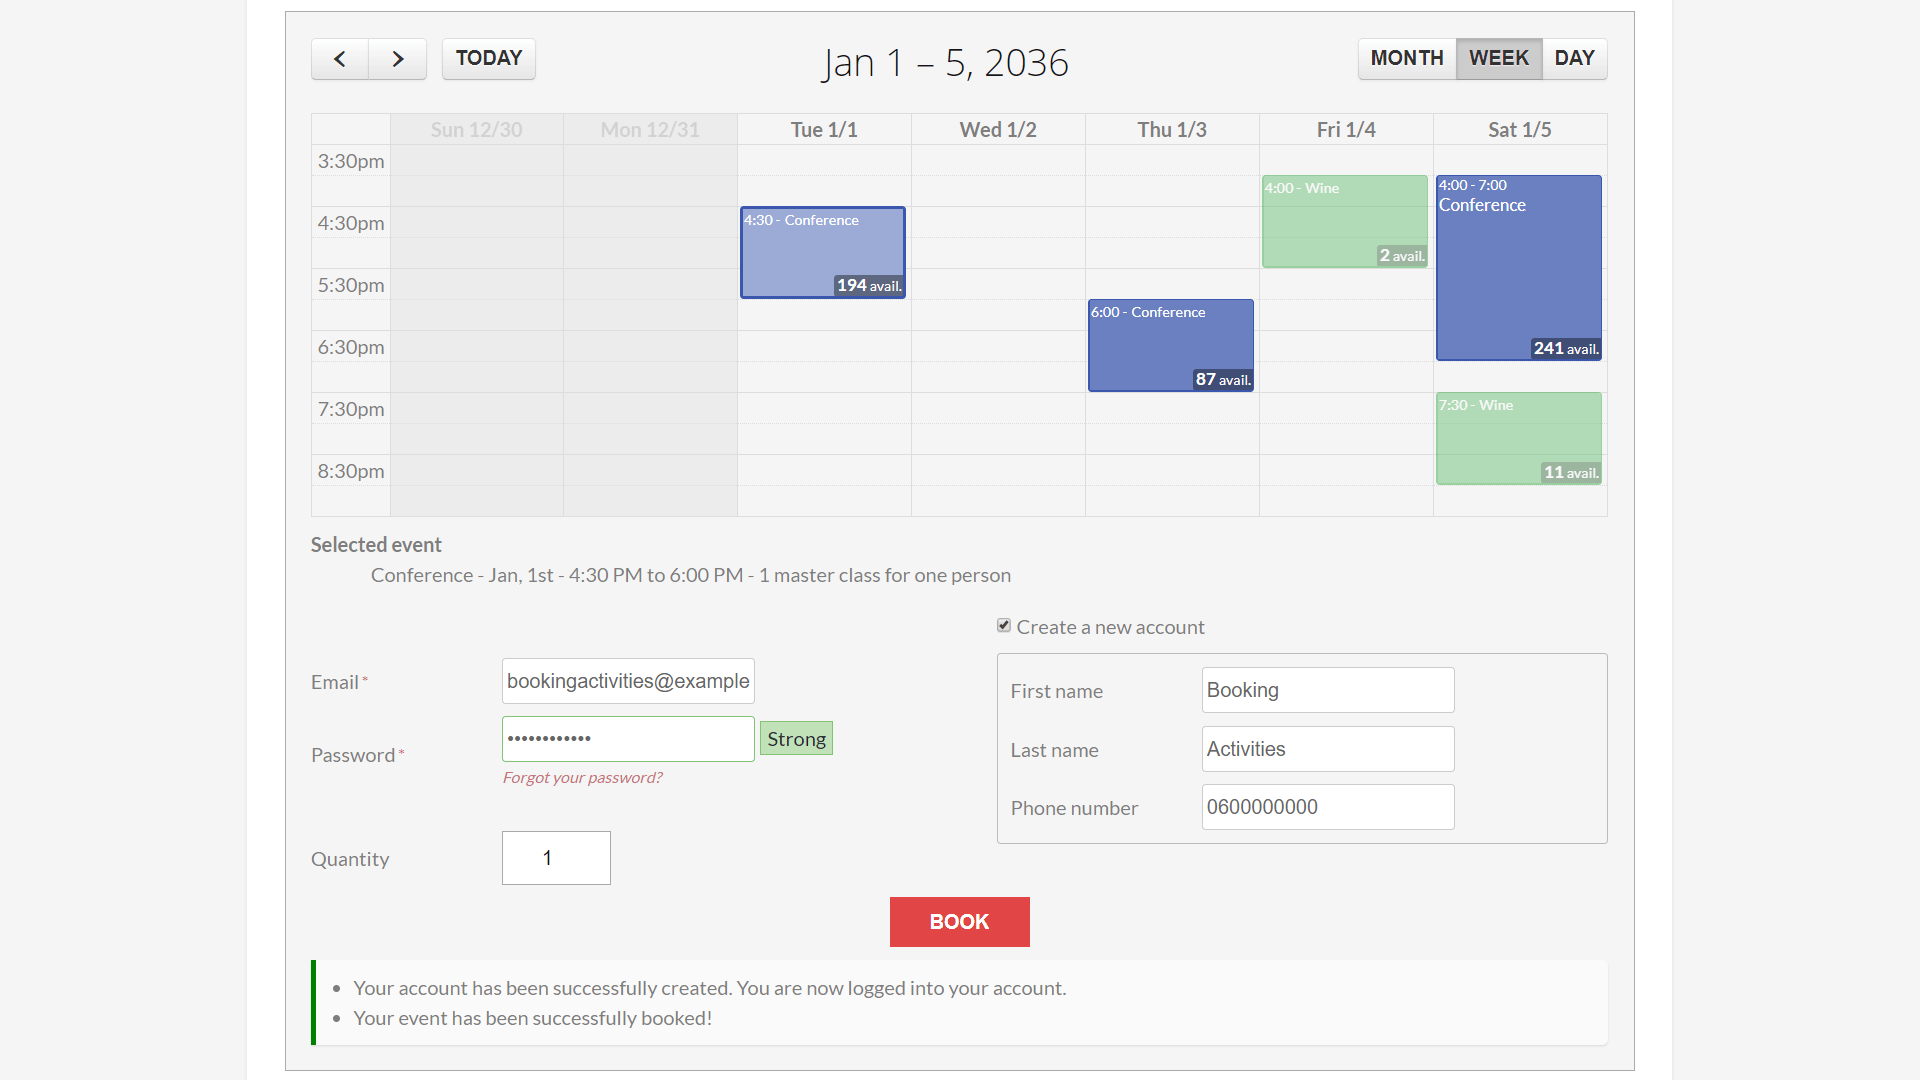 < > TODAY Jan 1 – 5, 2036 MONTH WEEK DAY
Sun 12/30 Mon 12/31 Tue 1/1 Wed 1/2 Thu 1/3 Fri 1/4 Sat 1/5
3:30pm
4:00 - Wine
4:00 - 7:00
Conference
4:30pm
4:30 - Conference
2 avail.
5:30pm
194 avail.
6:00 - Conference
6:30pm
241 avail.
87 avail.
7:30pm
7:30 - Wine
8:30pm
11 avail.
Selected event
Conference - Jan, 1st - 4:30 PM to 6:00 PM - 1 master class for one person
Create a new account
Email * bookingactivities@example
Password * •••••••••••• Strong
Forgot your password?
Quantity 1
First name Booking
Last name Activities
Phone number 0600000000
BOOK
• Your account has been successfully created. You are now logged into your account.
• Your event has been successfully booked!